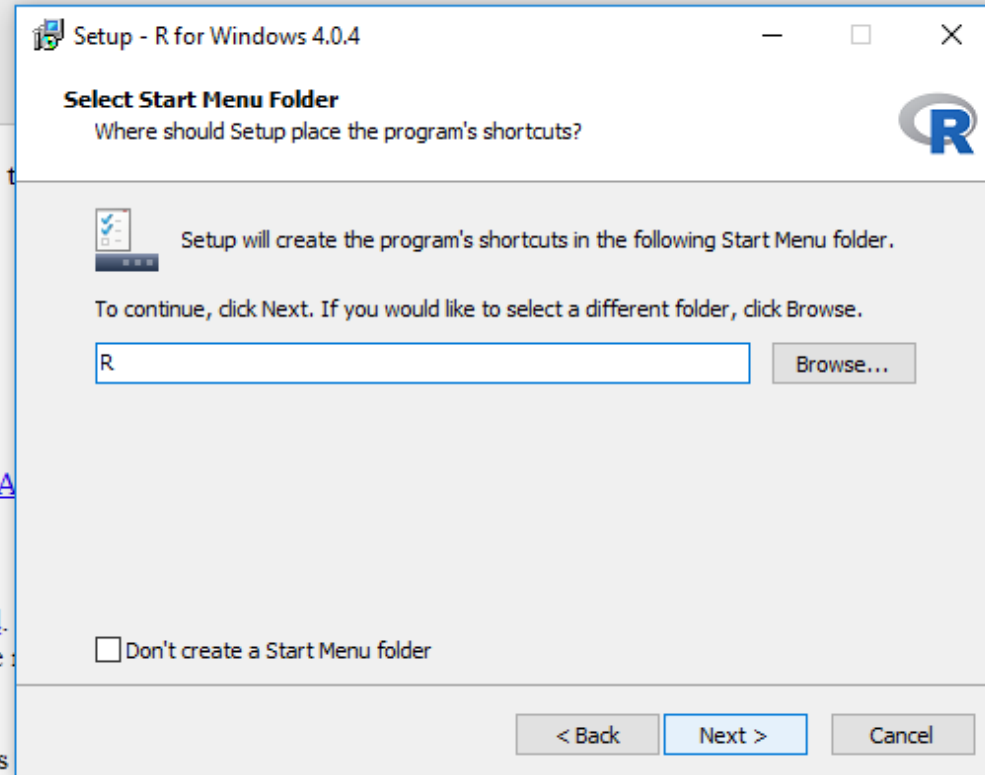 Setup - R for Windows 4.0.4
Select Start Menu Folder
Where should Setup place the program's shortcuts?
R
t
Setup will create the program's shortcuts in the following Start Menu folder.
To continue, click Next. If you would like to select a different folder, click Browse.
R
Browse...
A
Don't create a Start Menu folder
e
< Back
Next >
Cancel
s